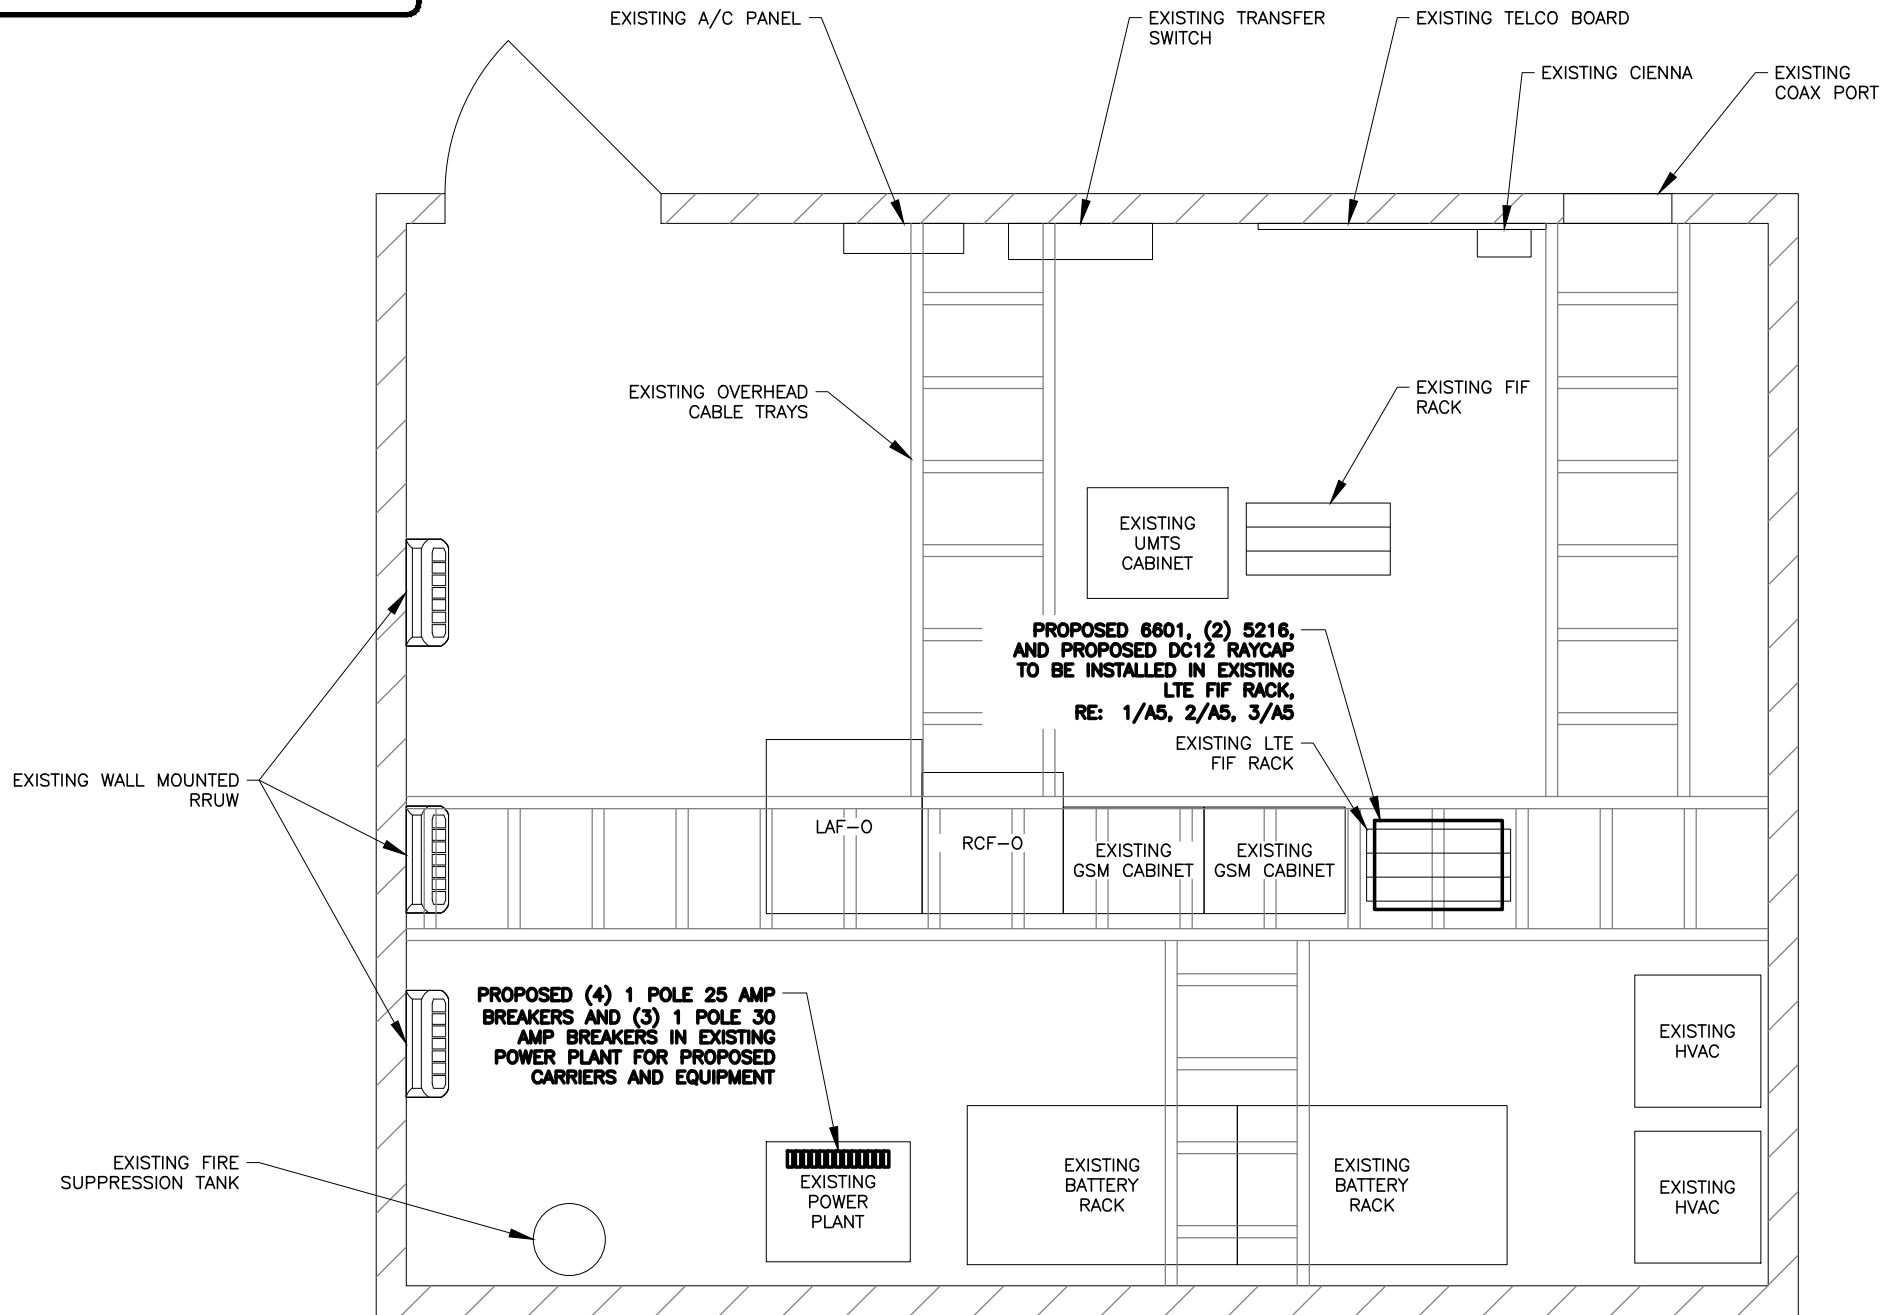 EXISTING A/C PANEL
EXISTING TRANSFER
SWITCH
EXISTING TELCO BOARD
EXISTING CIENNA
EXISTING
COAX PORT
EXISTING OVERHEAD
CABLE TRAYS
EXISTING FIF
RACK
EXISTING
UMTS
CABINET
PROPOSED 6601, (2) 5216,
AND PROPOSED DC12 RAYCAP
TO BE INSTALLED IN EXISTING
LTE FIF RACK,
RE: 1/A5, 2/A5, 3/A5
EXISTING LTE
FIF RACK
EXISTING WALL MOUNTED
RRUW
LAF-O
RCF-O
EXISTING
GSM CABINET
EXISTING
GSM CABINET
PROPOSED (4) 1 POLE 25 AMP
BREAKERS AND (3) 1 POLE 30
AMP BREAKERS IN EXISTING
POWER PLANT FOR PROPOSED
CARRIERS AND EQUIPMENT
EXISTING
HVAC
EXISTING FIRE
SUPPRESSION TANK
EXISTING
POWER
PLANT
EXISTING
BATTERY
RACK
EXISTING
BATTERY
RACK
EXISTING
HVAC